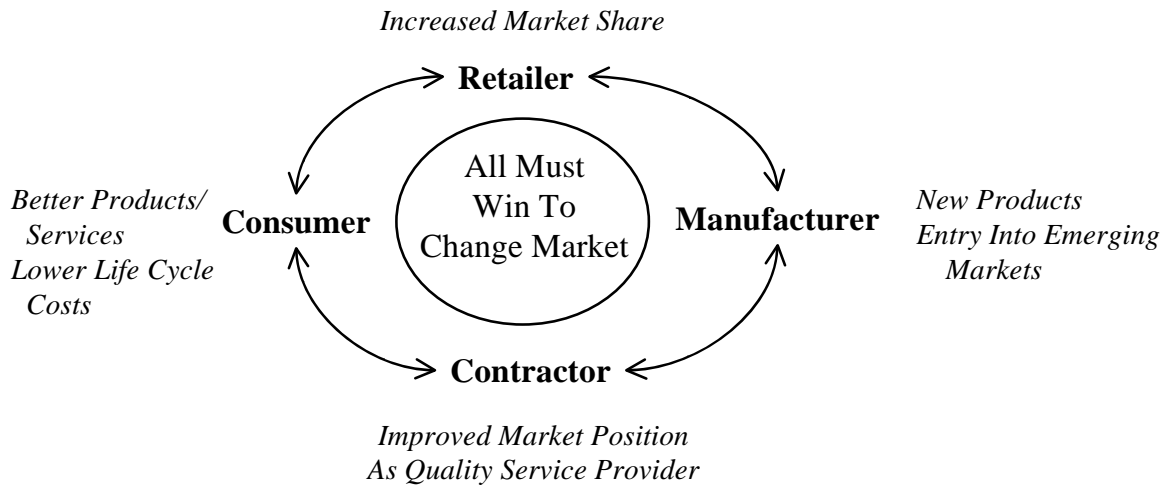 Increased Market Share
Retailer
All Must
Win To
Change Market
Better Products/
Services
Lower Life Cycle
Costs
Consumer
Manufacturer
New Products
Entry Into Emerging
Markets
Contractor
Improved Market Position
As Quality Service Provider